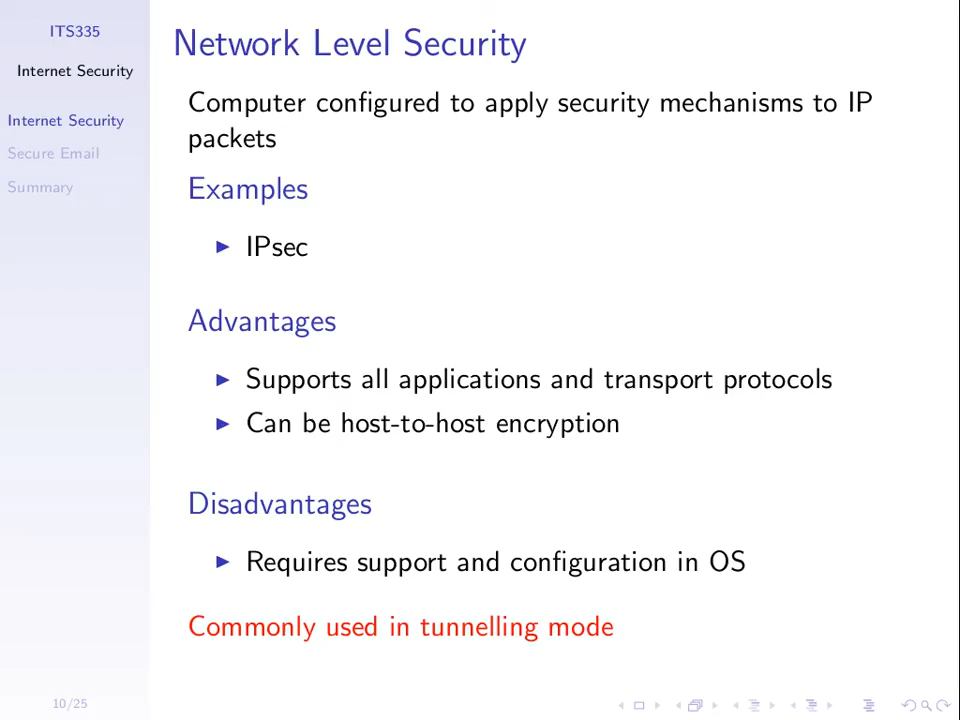 ITS335
Internet Security
Internet Security
Secure Email
Summary
Network Level Security
Computer configured to apply security mechanisms to IP
packets
Examples
IPsec
Advantages
Supports all applications and transport protocols
Can be host-to-host encryption
Disadvantages
Requires support and configuration in OS
Commonly used in tunnelling mode
10/25